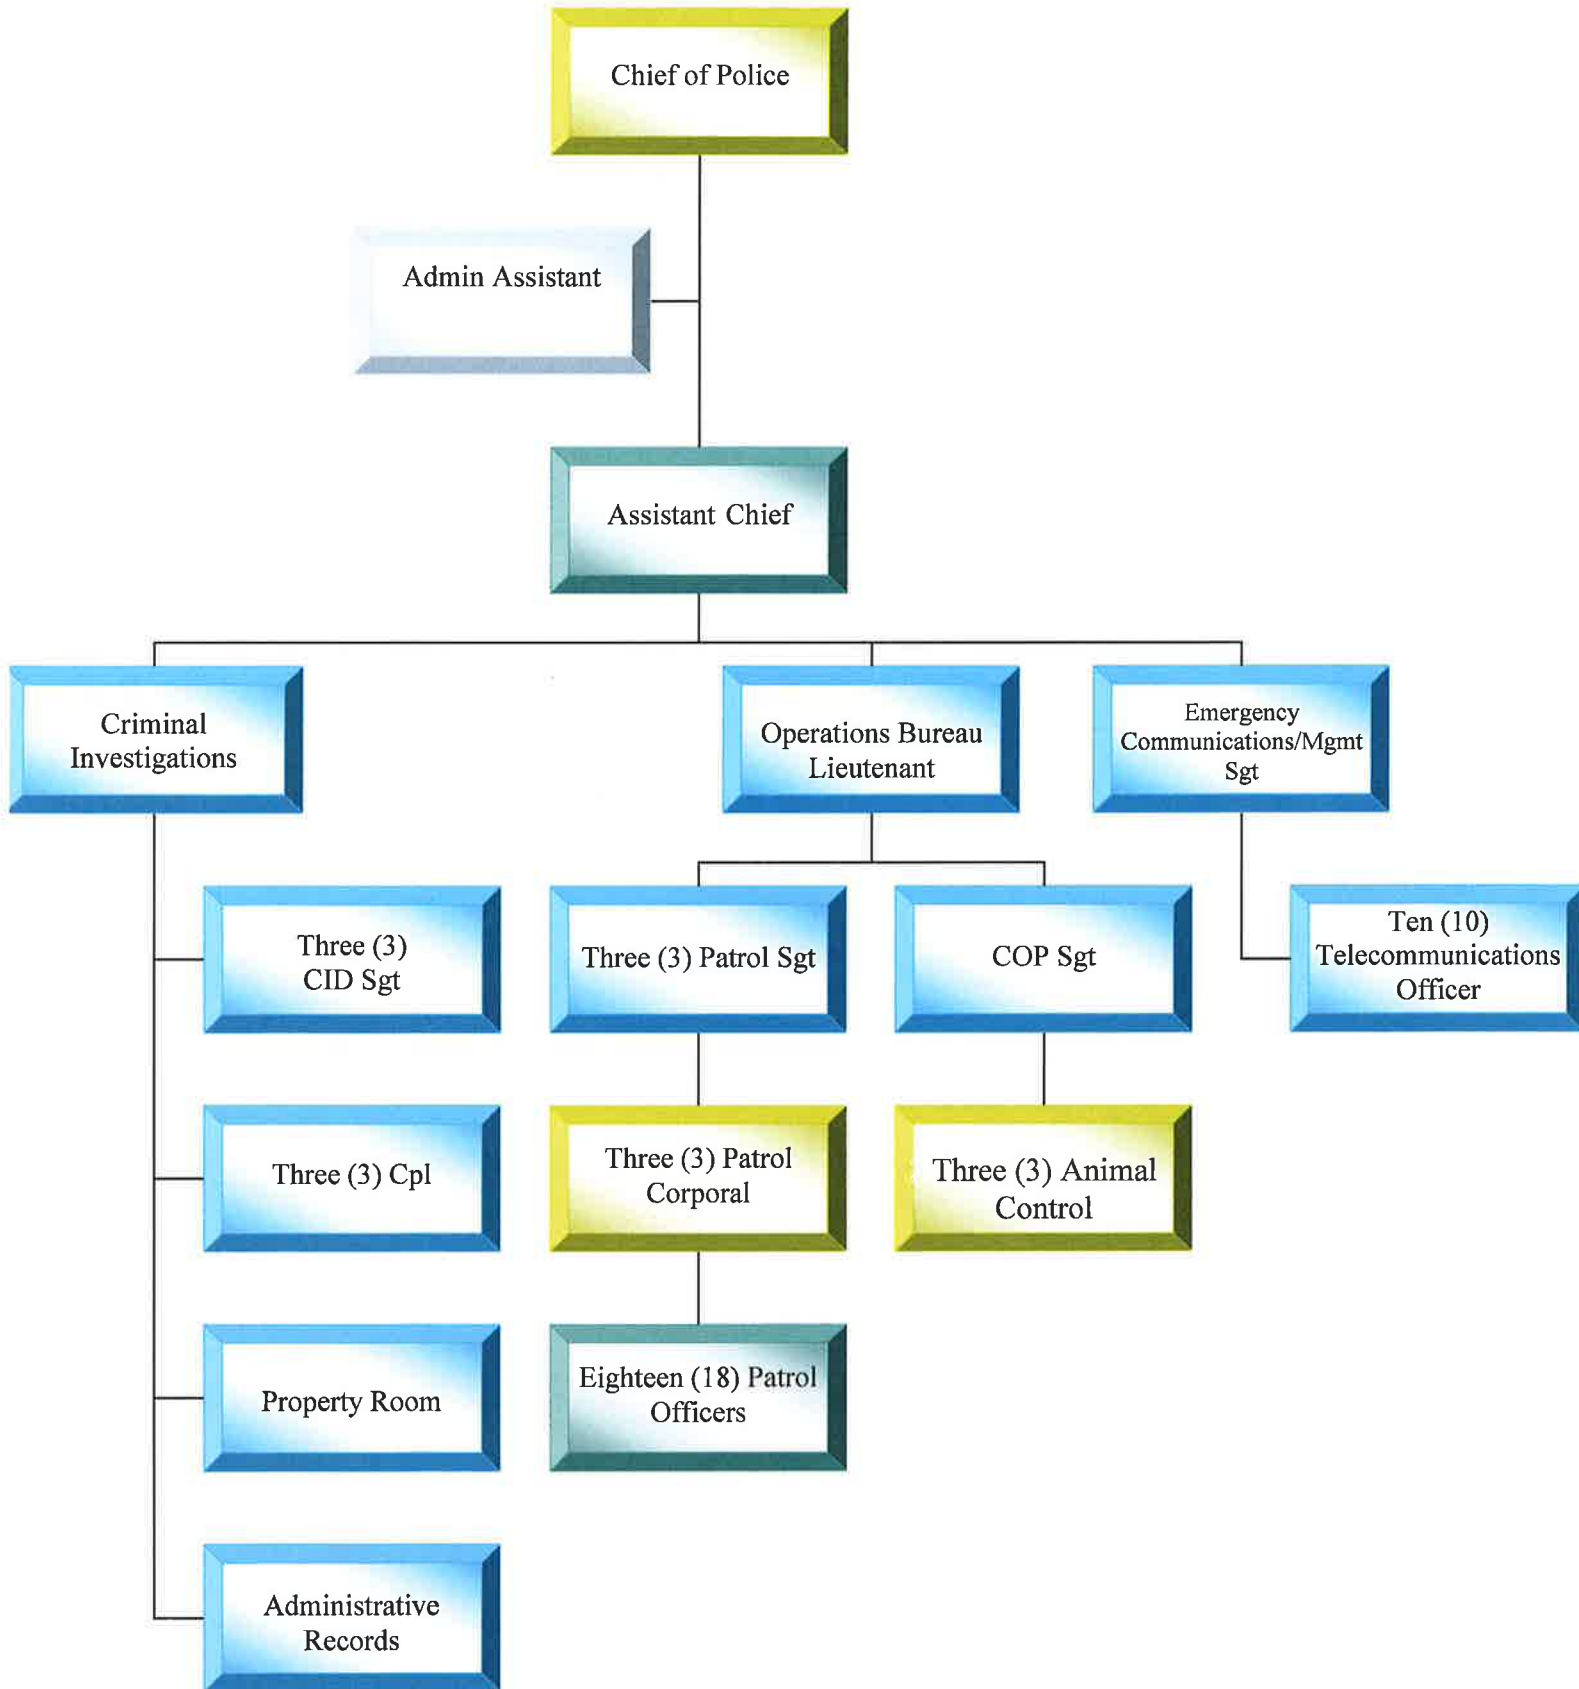 Chief of Police
Admin Assistant
Assistant Chief
Criminal
Investigations
Operations Bureau
Lieutenant
Emergency
Communications/Mgmt
Sgt
Three (3)
CID Sgt
Three (3) Patrol Sgt
COP Sgt
Ten (10)
Telecommunications
Officer
Three (3) Cpl
Three (3) Patrol
Corporal
Three (3) Animal
Control
Property Room
Eighteen (18) Patrol
Officers
Administrative
Records